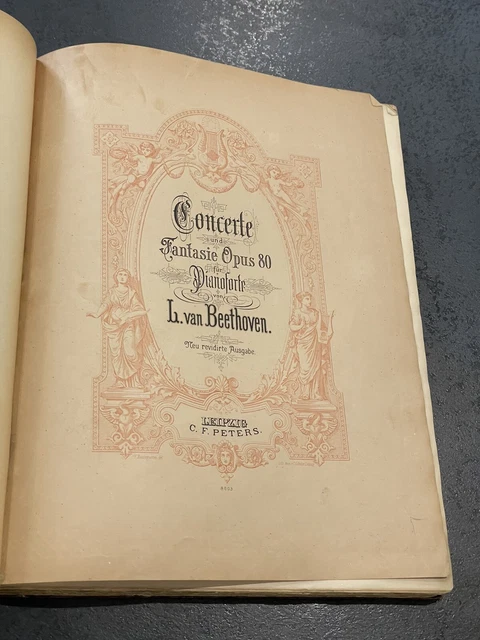 Concerte
und
Fantasie Opus 80
für
Pianoforte
von
L. van Beethoven.
Neu revidirte Ausgabe.
LEIPZIG
C. F. PETERS.